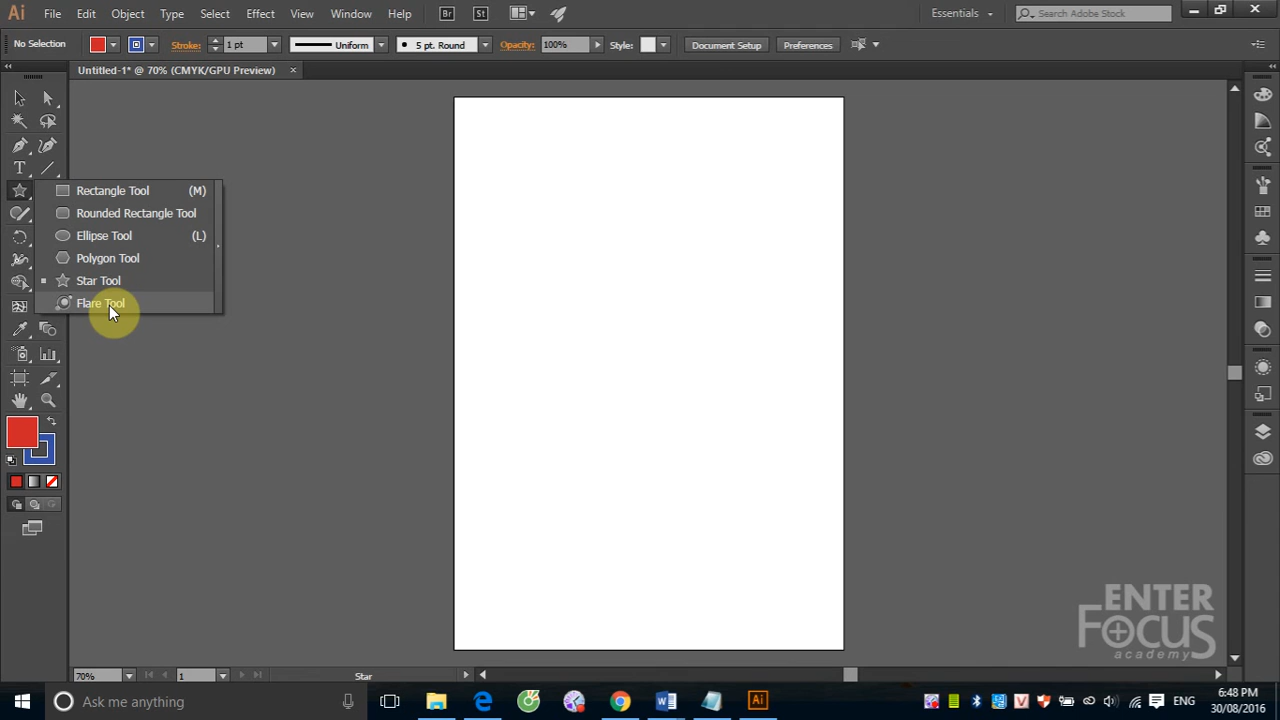 Ai File Edit Object Type Select Effect View Window Help Br St Essentials Search Adobe Stock
No Selection Stroke: 1 pt Uniform 5 pt. Round Opacity: 100% Style: Document Setup Preferences
Untitled-1* @ 70% (CMYK/GPU Preview)
Rectangle Tool (M)
Rounded Rectangle Tool
Ellipse Tool (L)
Polygon Tool
Star Tool
Flare Tool
ENTER
FOCUS
academy
70% 1 Star
Ask me anything Ai ENG 6:48 PM
30/08/2016